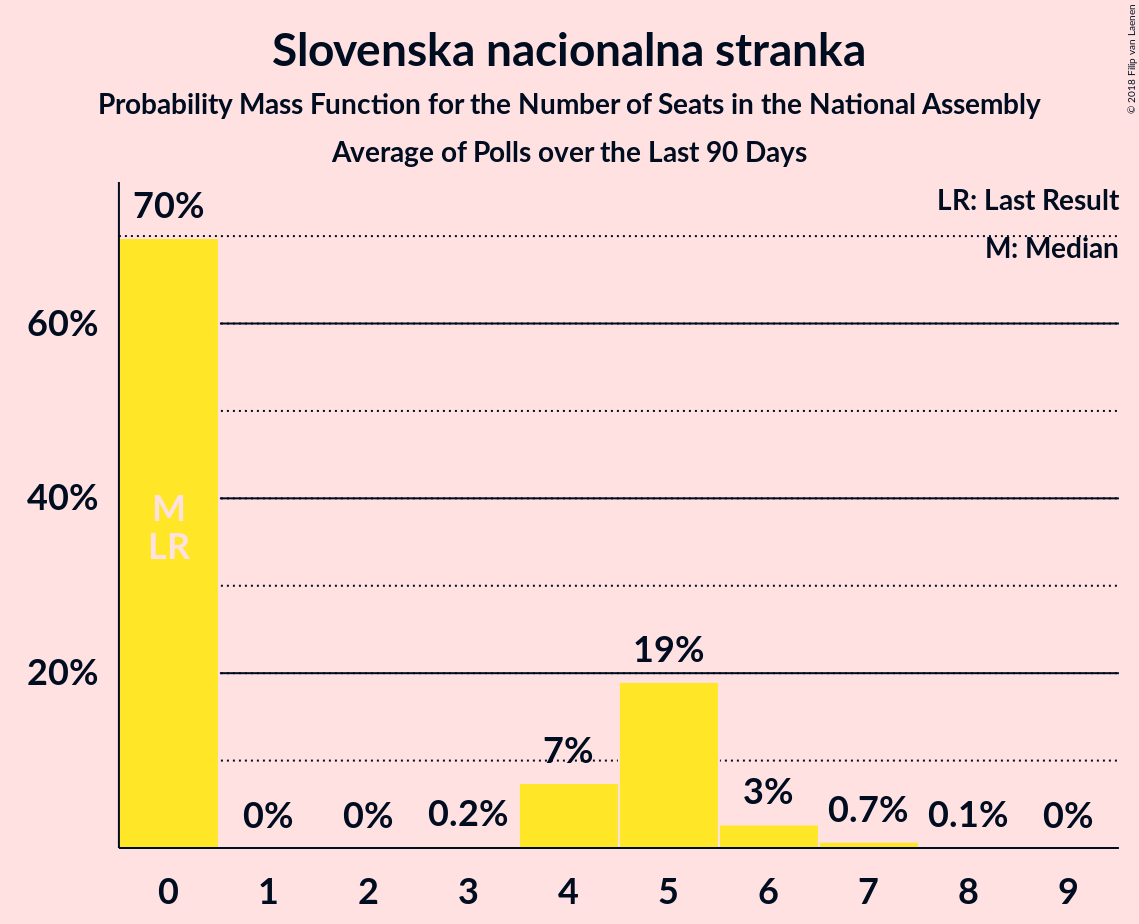 Slovenska nacionalna stranka
Probability Mass Function for the Number of Seats in the National Assembly
Average of Polls over the Last 90 Days
© 2018 Filip van Laenen
LR: Last Result
M: Median
70%
60%
40%
20%
M
LR
0%
0%
0.2%
7%
19%
3%
0.7%
0.1%
0%
0 1 2 3 4 5 6 7 8 9